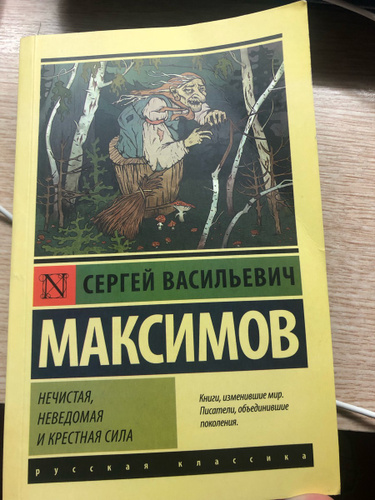 N
СЕРГЕЙ ВАСИЛЬЕВИЧ
МАКСИМОВ
НЕЧИСТАЯ,
НЕВЕДОМАЯ
И КРЕСТНАЯ СИЛА
Книги, изменившие мир.
Писатели, объединившие
поколения.
русская классика